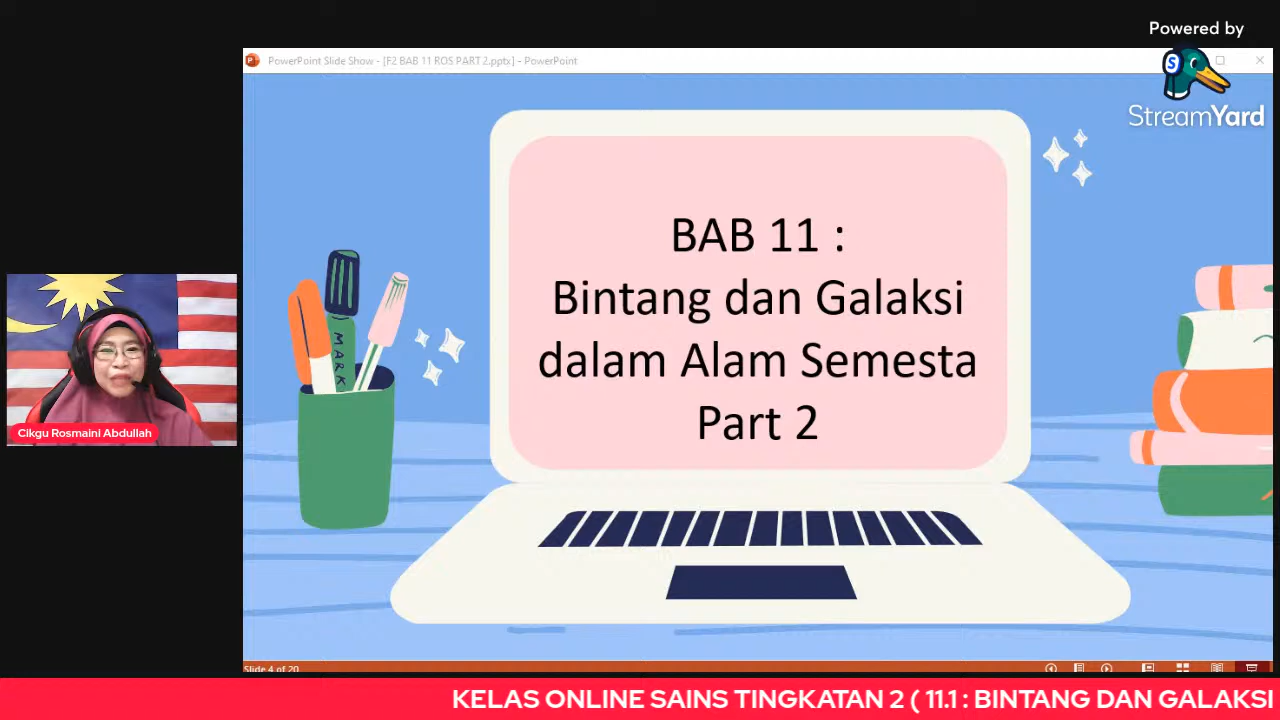 Powered by
PowerPoint Slide Show - [F2 BAB 11 ROS PART 2.pptx] - PowerPoint
S
StreamYard
BAB 11 :
Bintang dan Galaksi
dalam Alam Semesta
Part 2
MARK
Cikgu Rosmaini Abdullah
Slide 4 of 20
KELAS ONLINE SAINS TINGKATAN 2 ( 11.1 : BINTANG DAN GALAKSI